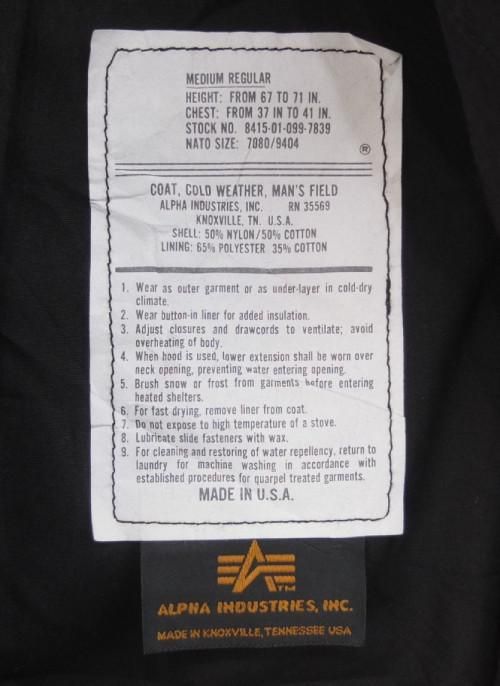 MEDIUM REGULAR
HEIGHT: FROM 67 TO 71 IN.
CHEST: FROM 37 IN TO 41 IN.
STOCK NO. 8415-01-099-7839
NATO SIZE: 7080/9404
®
COAT, COLD WEATHER, MAN'S FIELD
ALPHA INDUSTRIES, INC. RN 35569
KNOXVILLE, TN. U.S.A.
SHELL: 50% NYLON/50% COTTON
LINING: 65% POLYESTER 35% COTTON
1. Wear as outer garment or as under-layer in cold-dry
climate.
2. Wear button-in liner for added insulation.
3. Adjust closures and drawcords to ventilate; avoid
overheating of body.
4. When hood is used, lower extension shall be worn over
neck opening, preventing water entering opening.
5. Brush snow or frost from garments before entering
heated shelters.
6. For fast drying, remove liner from coat.
7. Do not expose to high temperature of a stove.
8. Lubricate slide fasteners with wax.
9. For cleaning and restoring of water repellency, return to
laundry for machine washing in accordance with
established procedures for quarpel treated garments.
MADE IN U.S.A.
TM
ALPHA INDUSTRIES, INC.
MADE IN KNOXVILLE, TENNESSEE USA